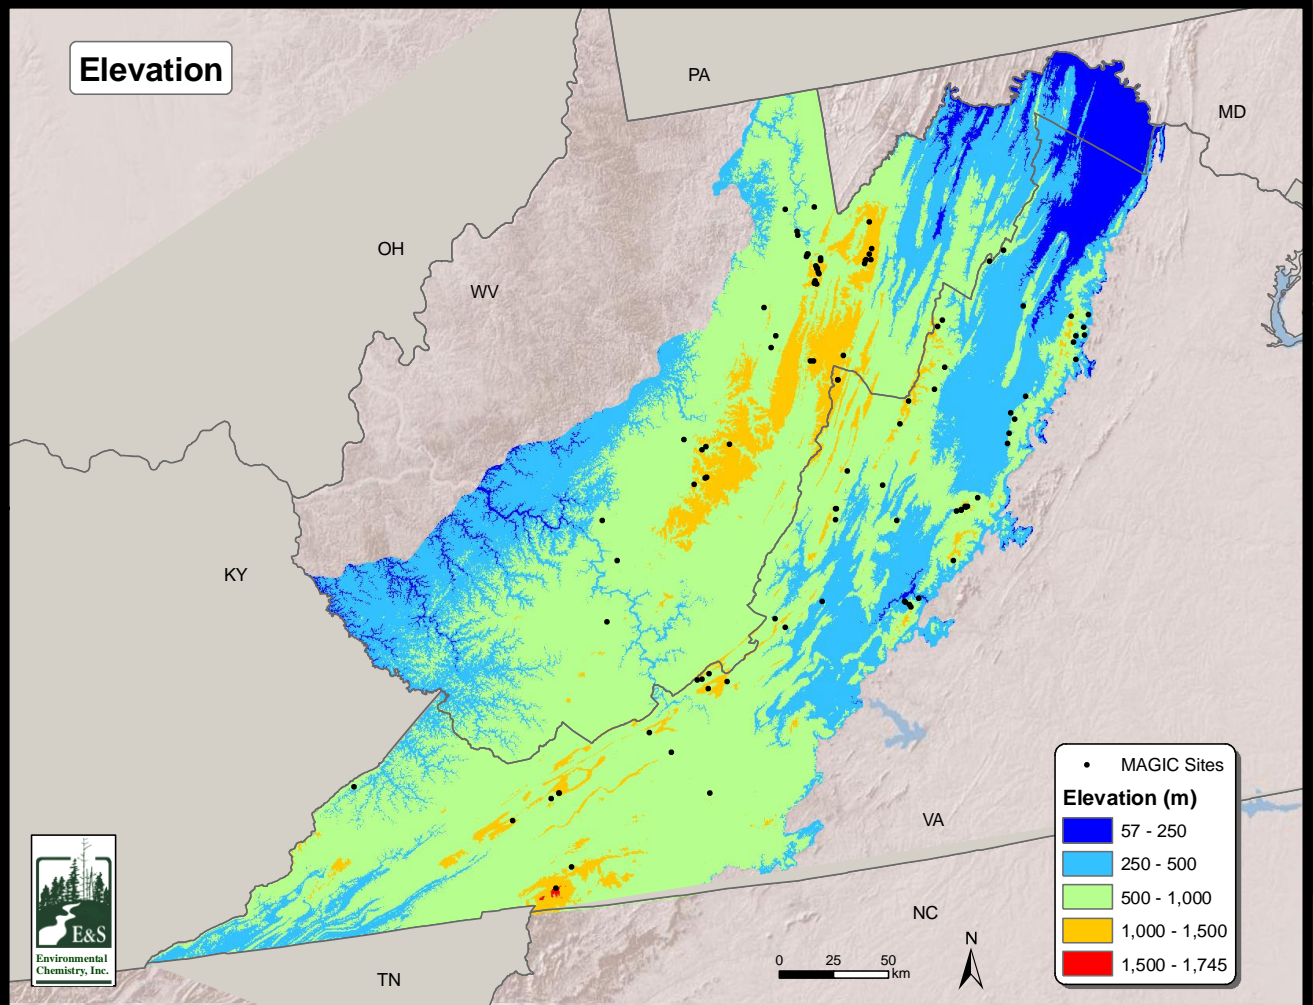 Elevation
PA
MD
OH
WV
KY
MAGIC Sites
Elevation (m)
57 - 250
250 - 500
500 - 1,000
1,000 - 1,500
1,500 - 1,745
VA
NC
TN
N
0 25 50
km
E&S
Environmental
Chemistry, Inc.